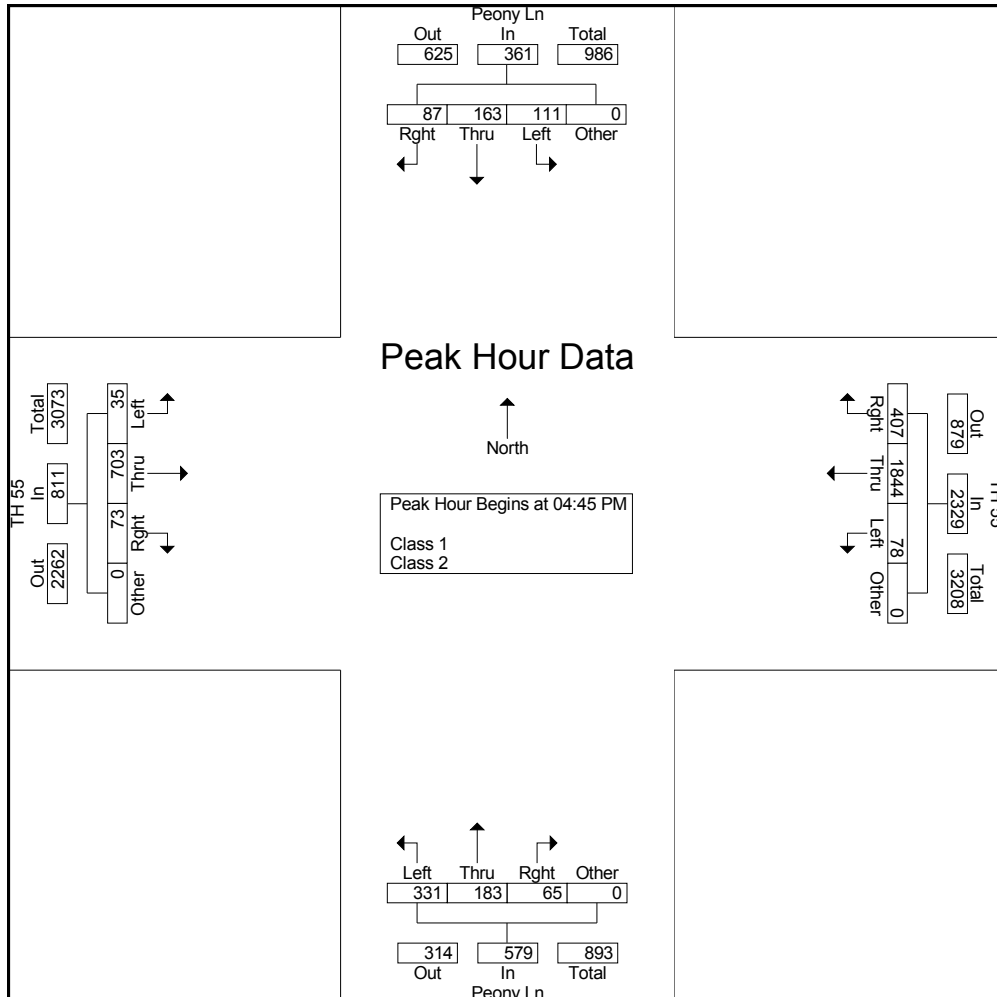 Peony Ln
Out In Total
625 361 986
87 163 111 0
Rght Thru Left Other
Peak Hour Data
North
Peak Hour Begins at 04:45 PM
Class 1
Class 2
TH 55
Out In Total
2262 811 3073
35 703 73 0
Left Thru Rght Other
Out In Total
879 2329 3208
407 1844 78 0
Rght Thru Left Other
Left Thru Rght Other
331 183 65 0
314 579 893
Out In Total
Peony Ln